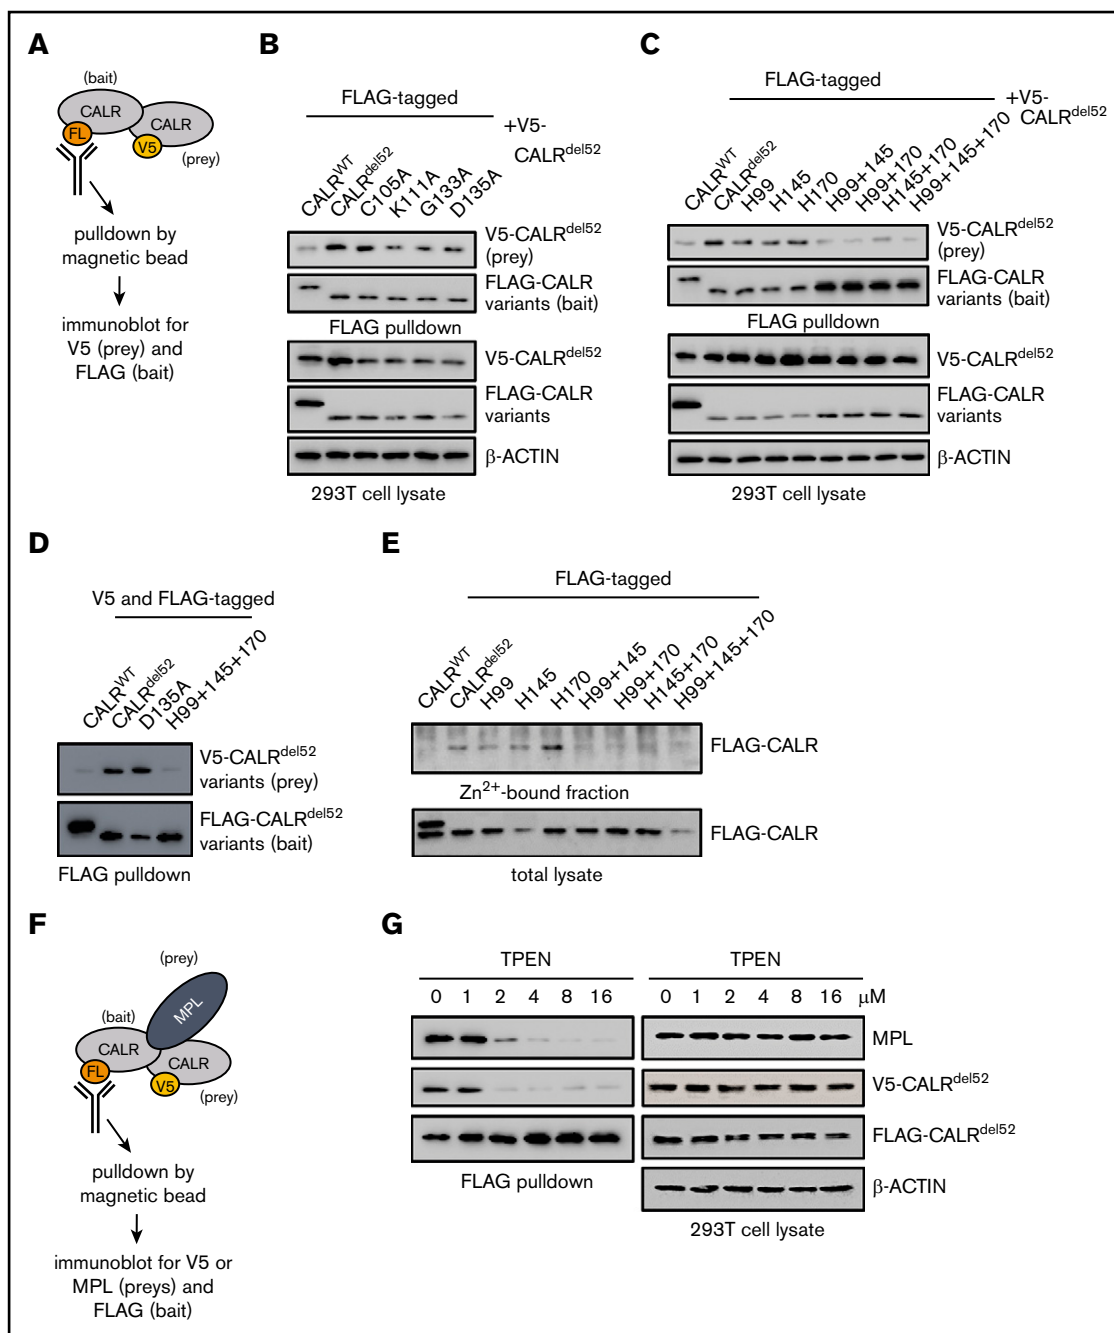 A
(bait)
CALR
CALR
FL
V5
(prey)
pulldown by
magnetic bead
immunoblot for
V5 (prey) and
FLAG (bait)
B
FLAG-tagged
+V5-
CALRdel52
CALRWT
CALRdel52
C105A
K111A
G133A
D135A
V5-CALRdel52
(prey)
FLAG-CALR
variants (bait)
FLAG pulldown
V5-CALRdel52
FLAG-CALR
variants
β-ACTIN
293T cell lysate
C
FLAG-tagged
+V5-
CALRdel52
CALRWT
CALRdel52
H99
H145
H170
H99+145
H99+170
H145+170
H99+145+170
V5-CALRdel52
(prey)
FLAG-CALR
variants (bait)
FLAG pulldown
V5-CALRdel52
FLAG-CALR
variants
β-ACTIN
293T cell lysate
D
V5 and FLAG-tagged
CALRWT
CALRdel52
D135A
H99+145+170
V5-CALRdel52
variants (prey)
FLAG-CALRdel52
variants (bait)
FLAG pulldown
E
FLAG-tagged
CALRWT
CALRdel52
H99
H145
H170
H99+145
H99+170
H145+170
H99+145+170
FLAG-CALR
Zn2+-bound fraction
FLAG-CALR
total lysate
F
(prey)
MPL
(bait)
CALR
CALR
FL
V5
(prey)
pulldown by
magnetic bead
immunoblot for V5 or
MPL (preys) and
FLAG (bait)
G
TPEN TPEN
0 1 2 4 8 16 0 1 2 4 8 16 μM
MPL
V5-CALRdel52
FLAG-CALRdel52
FLAG pulldown
β-ACTIN
293T cell lysate